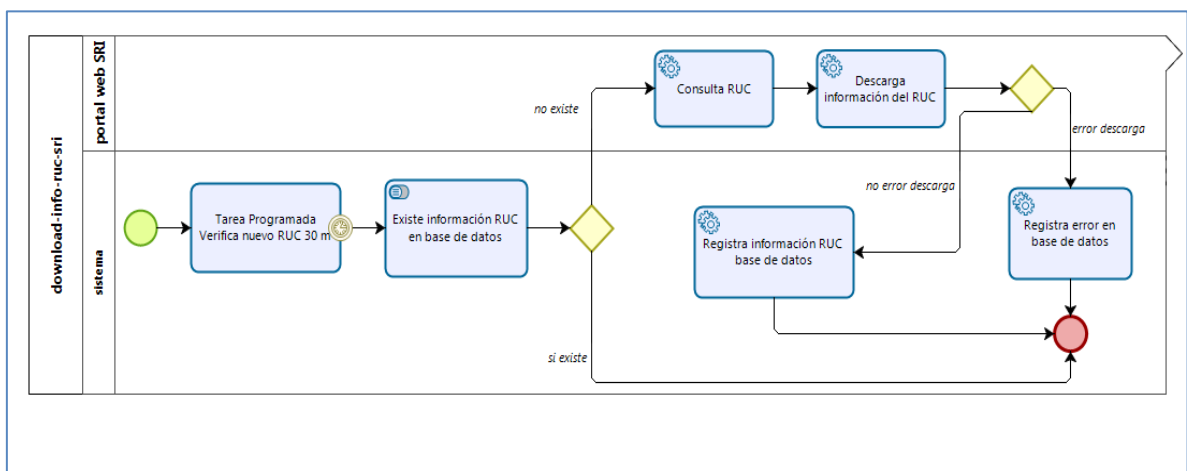 download-info-ruc-sri
portal web SRI
sistema
Consulta RUC
Descarga
información del RUC
no existe
error descarga
no error descarga
Tarea Programada
Verifica nuevo RUC 30 m
Existe información RUC
en base de datos
Registra información RUC
base de datos
Registra error en
base de datos
si existe